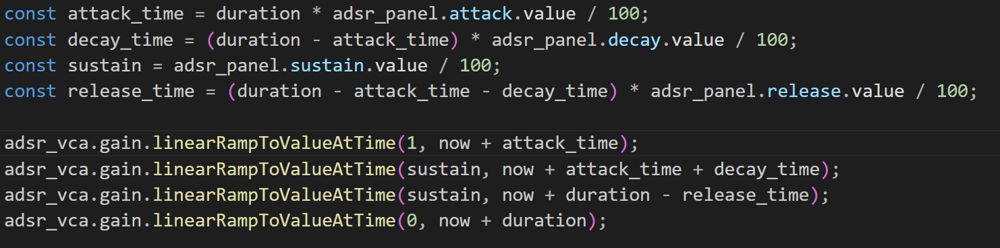 const attack_time = duration * adsr_panel.attack.value / 100;
const decay_time = (duration - attack_time) * adsr_panel.decay.value / 100;
const sustain = adsr_panel.sustain.value / 100;
const release_time = (duration - attack_time - decay_time) * adsr_panel.release.value / 100;
adsr_vca.gain.linearRampToValueAtTime(1, now + attack_time);
adsr_vca.gain.linearRampToValueAtTime(sustain, now + attack_time + decay_time);
adsr_vca.gain.linearRampToValueAtTime(sustain, now + duration - release_time);
adsr_vca.gain.linearRampToValueAtTime(0, now + duration);